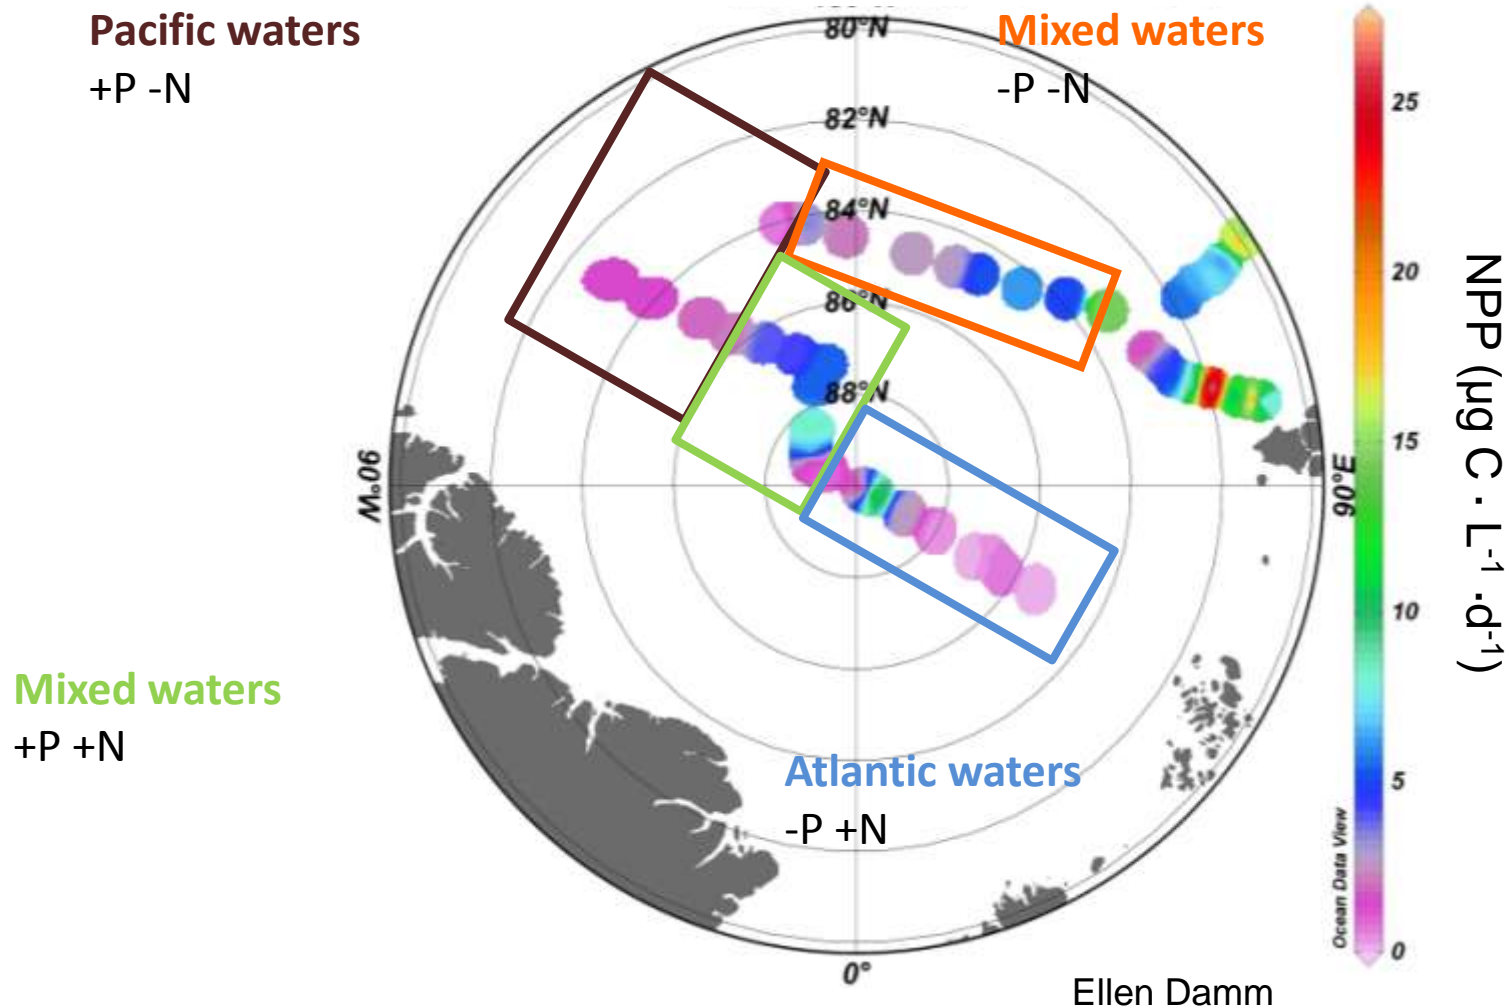 Pacific waters
+P -N
Mixed waters
-P -N
80°N
82°N
84°N
86°N
88°N
90°W
90°E
0°
Mixed waters
+P +N
Atlantic waters
-P +N
25
20
15
10
5
0
NPP (µg C · L⁻¹ ·d⁻¹)
Ocean Data View
Ellen Damm